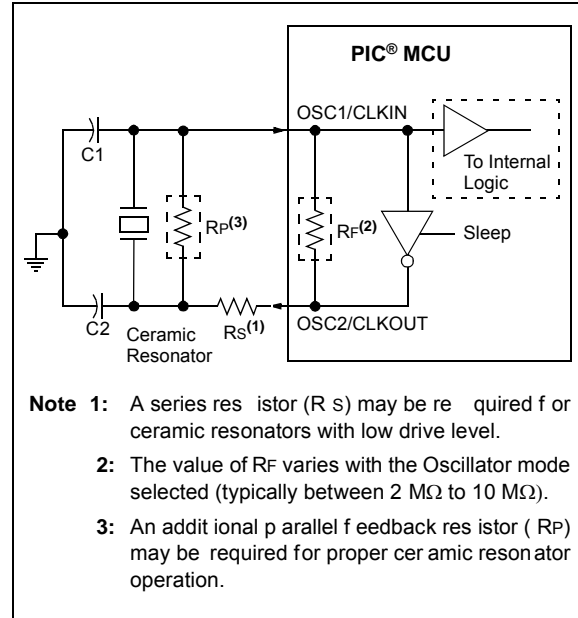 PIC® MCU
OSC1/CLKIN
C1
To Internal
Logic
RP(3)
RF(2)
Sleep
C2
Ceramic
Resonator
RS(1)
OSC2/CLKOUT
Note 1: A series res istor (R S) may be re quired f or
ceramic resonators with low drive level.
2: The value of RF varies with the Oscillator mode
selected (typically between 2 MΩ to 10 MΩ).
3: An addit ional p arallel f eedback res istor ( RP)
may be required for proper cer amic reson ator
operation.